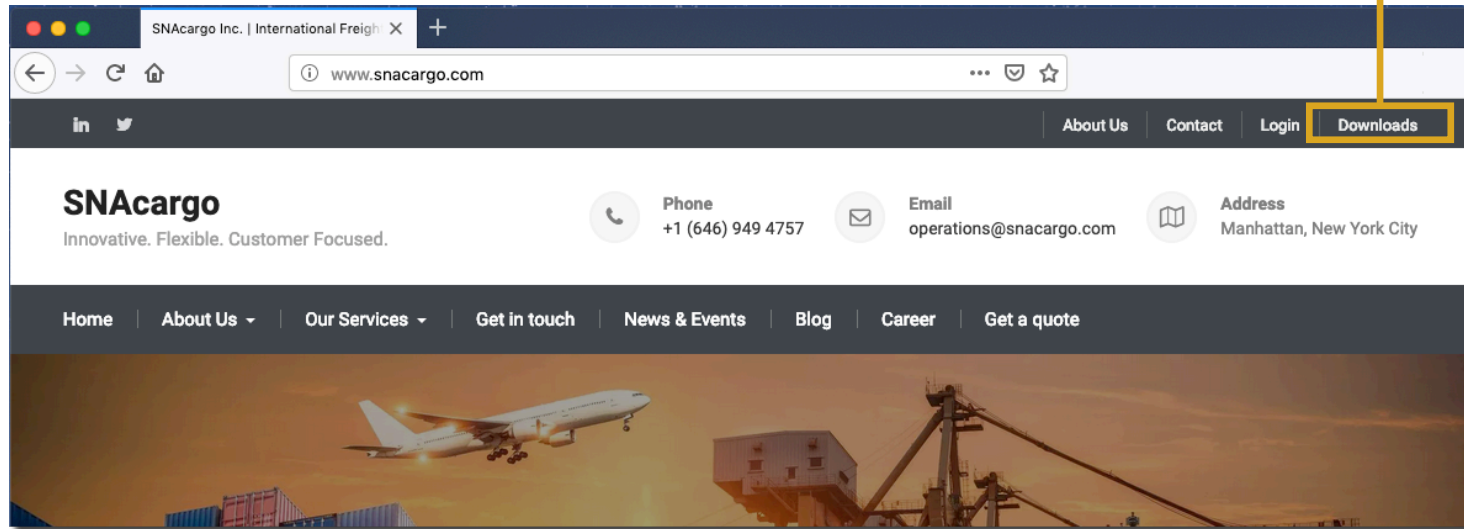 SNAcargo Inc. | International Freigh
www.snacargo.com
About Us Contact Login Downloads
SNAcargo
Innovative. Flexible. Customer Focused.
Phone
+1 (646) 949 4757
Email
operations@snacargo.com
Address
Manhattan, New York City
Home About Us Our Services Get in touch News & Events Blog Career Get a quote